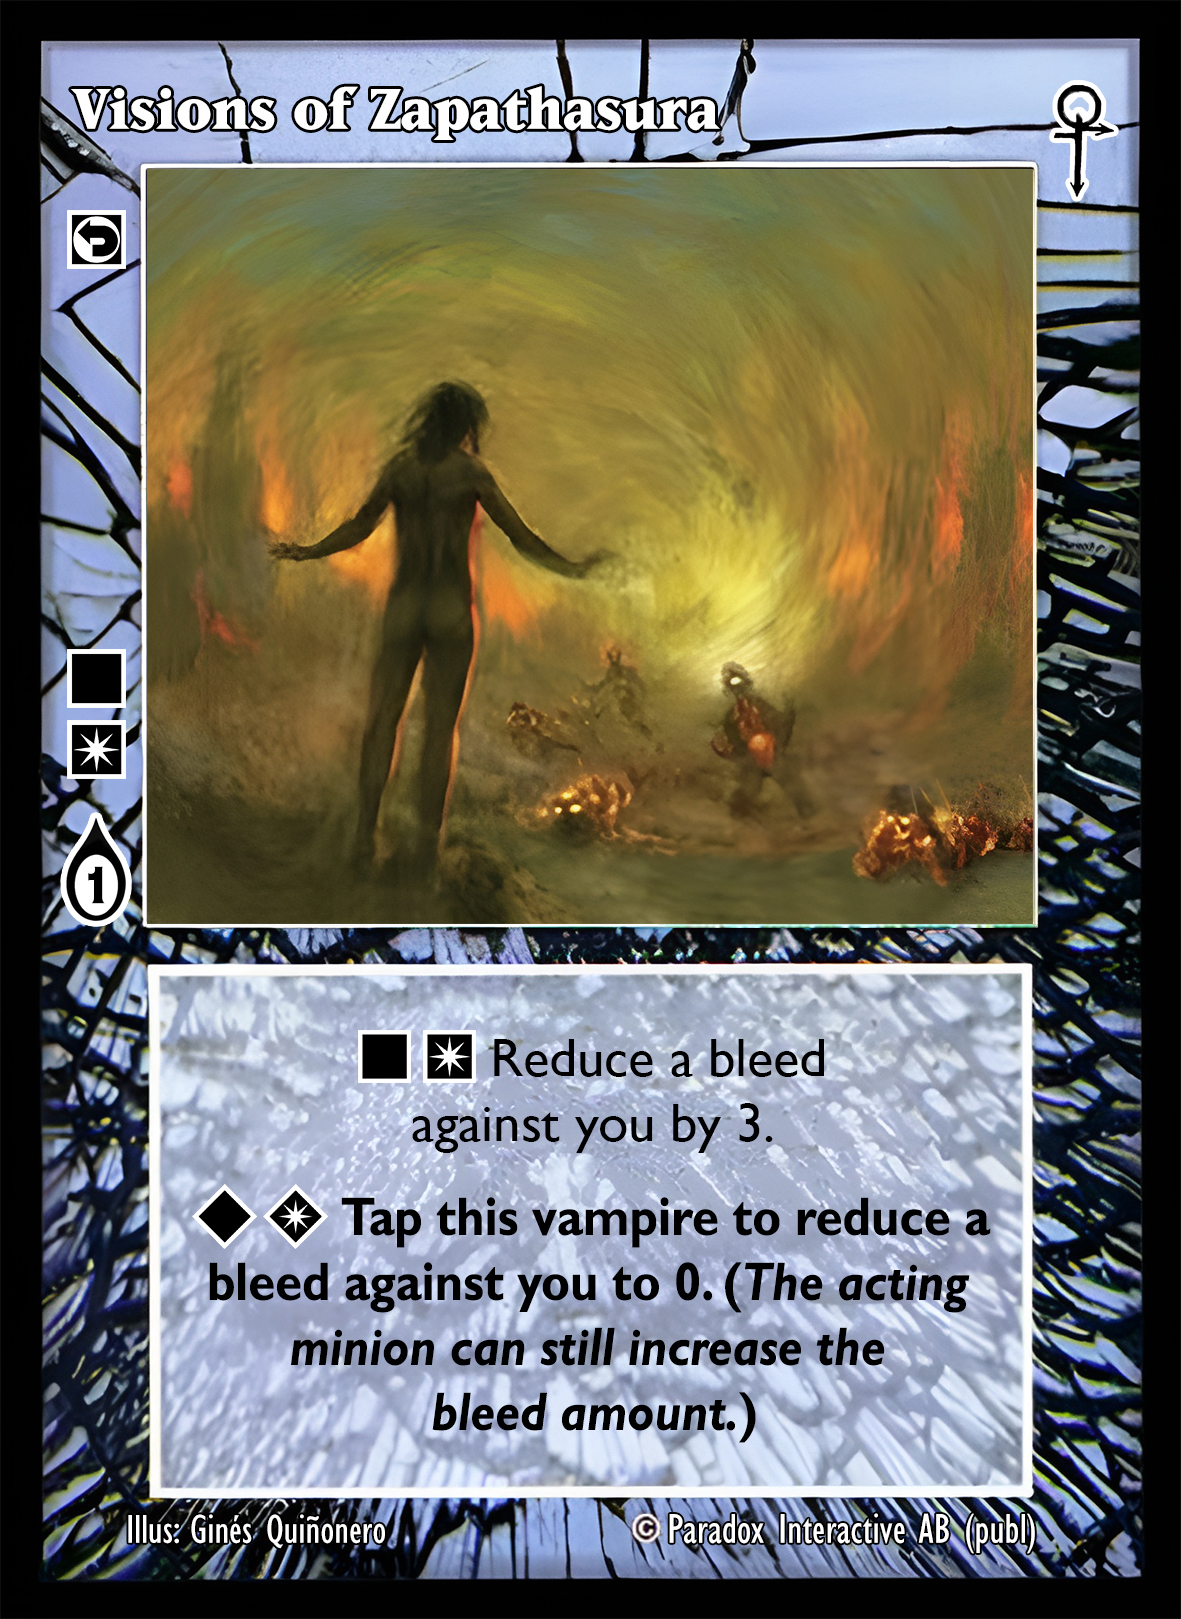 Visions of Zapathasura
1
Reduce a bleed
against you by 3.
Tap this vampire to reduce a
bleed against you to 0. (The acting
minion can still increase the
bleed amount.)
Illus: Ginés Quiñonero
© Paradox Interactive AB (publ)